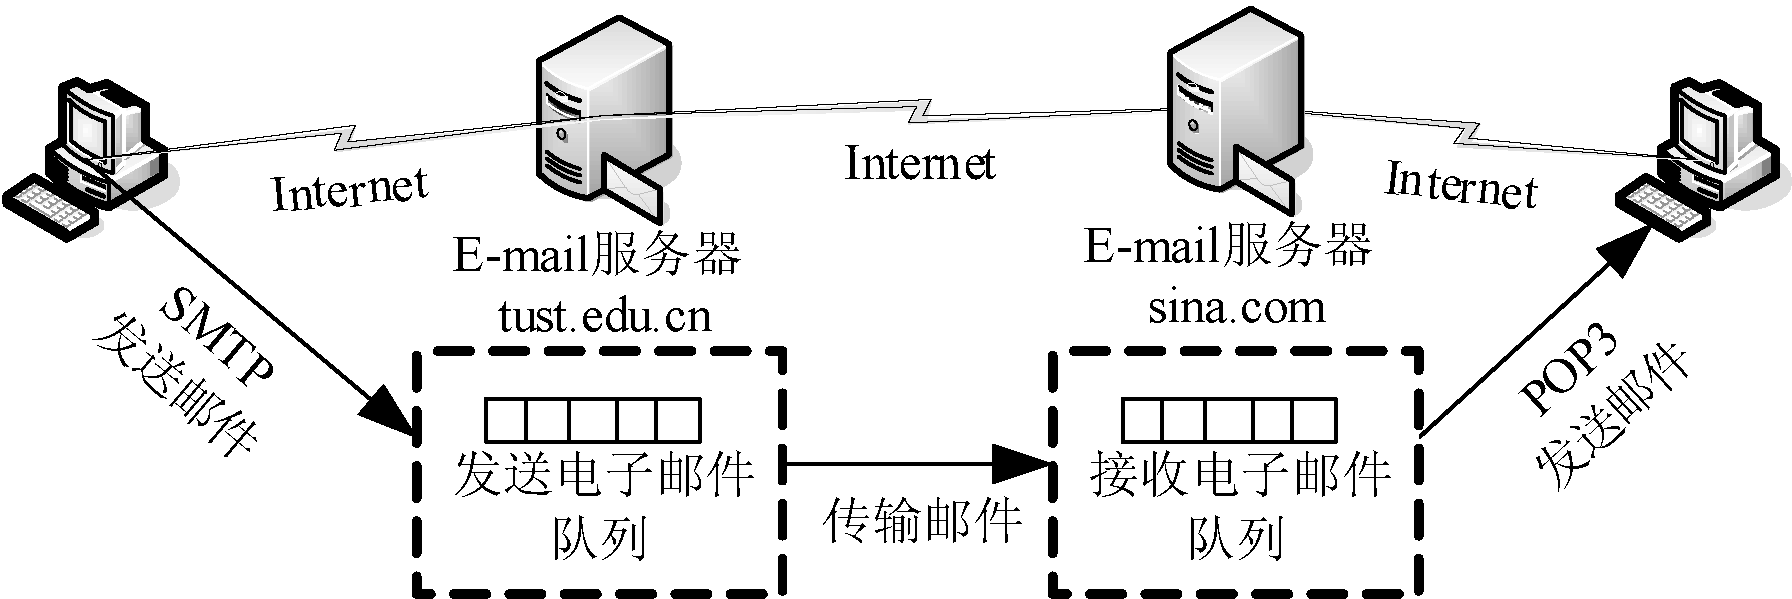 Internet
Internet
Internet
E-mail服务器
tust.edu.cn
E-mail服务器
sina.com
SMTP
发送邮件
发送电子邮件
队列
传输邮件
接收电子邮件
队列
POP3
发送邮件